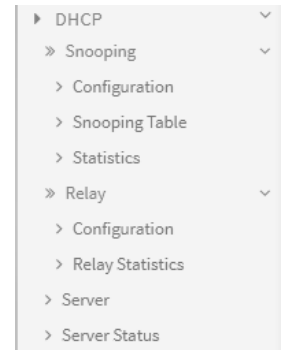 DHCP
Snooping
Configuration
Snooping Table
Statistics
Relay
Configuration
Relay Statistics
Server
Server Status